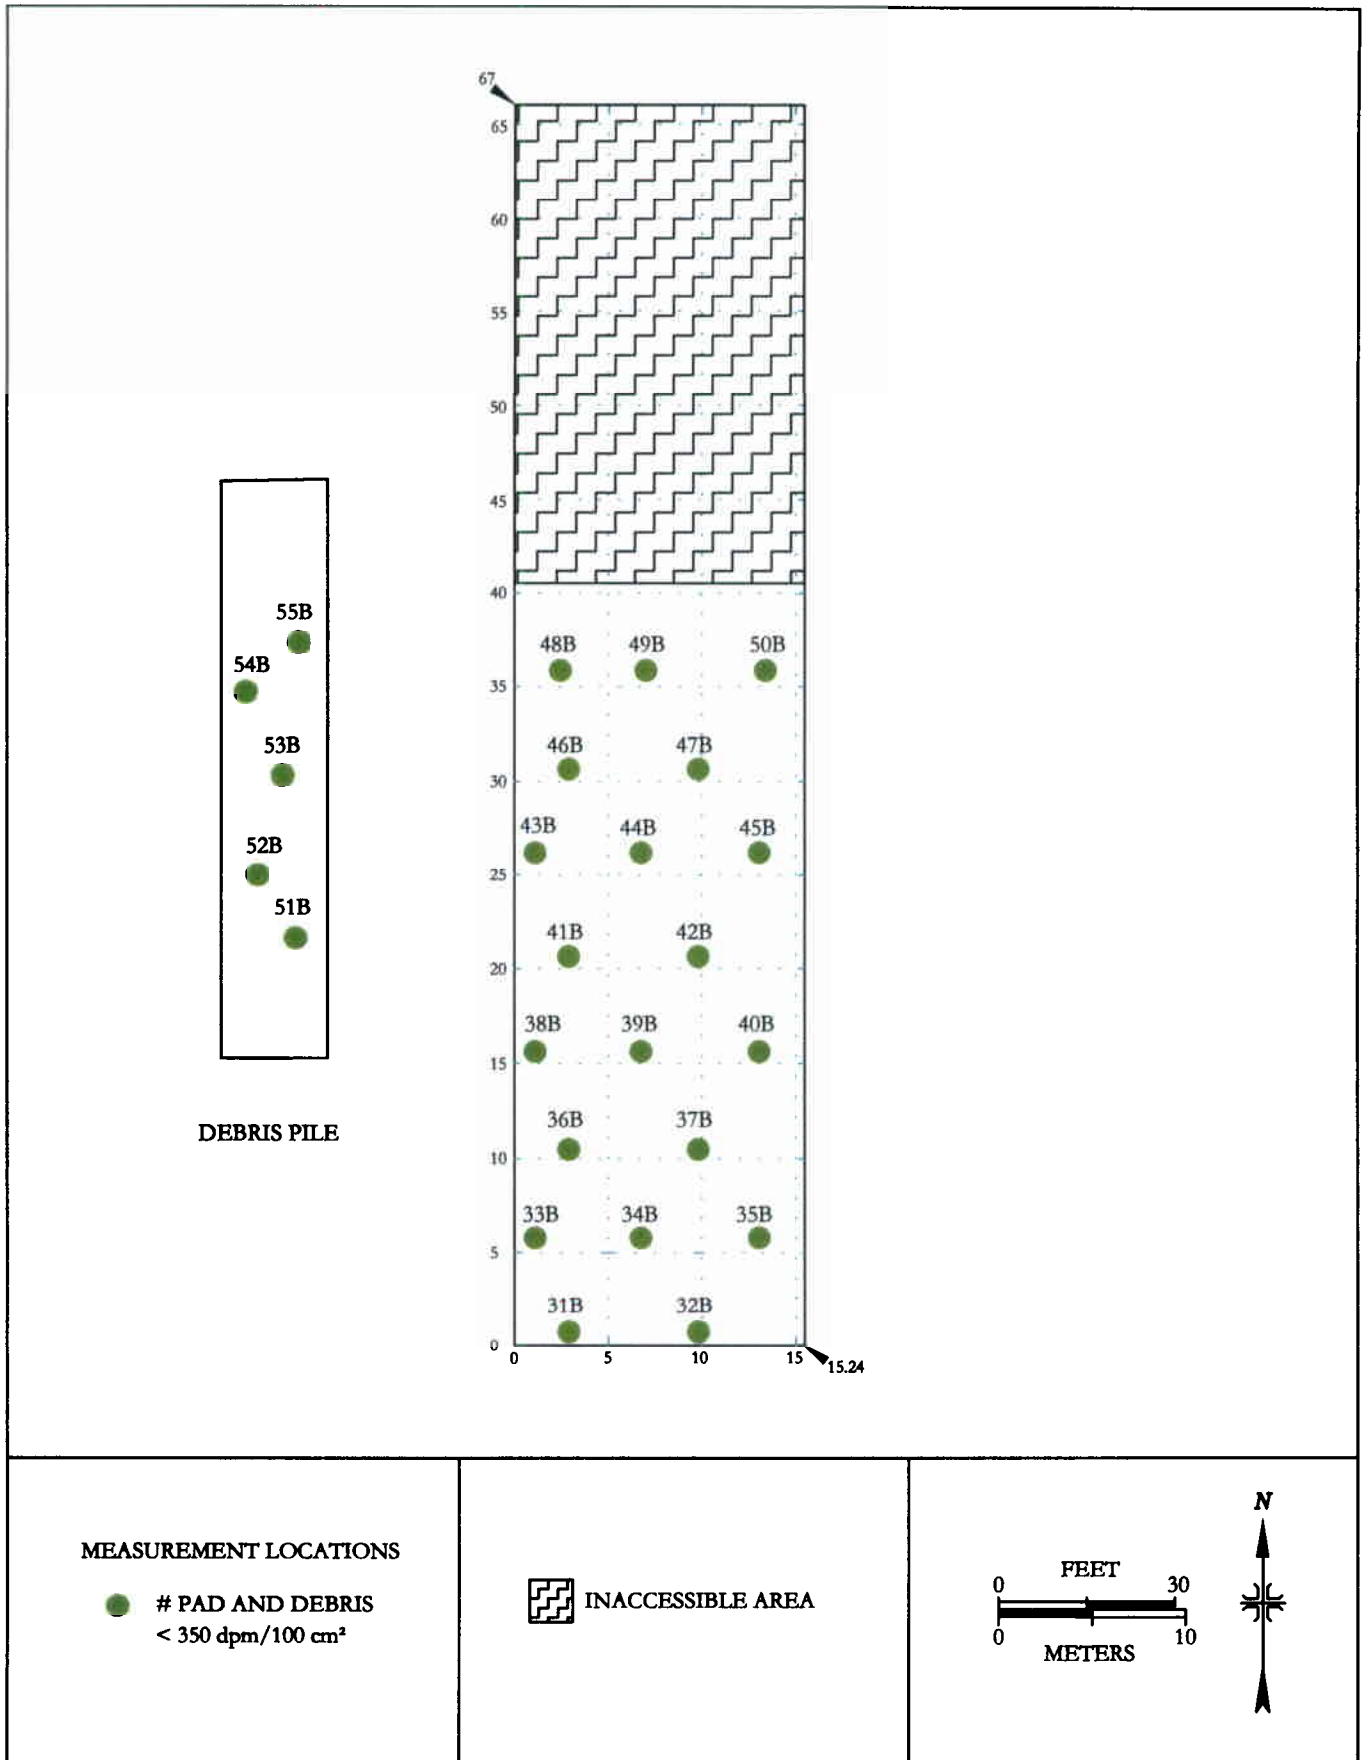 67
65
60
55
50
45
40
55B
48B 49B 50B
54B
35
53B
46B 47B
30
43B 44B 45B
52B
25
51B
41B 42B
20
38B 39B 40B
15
DEBRIS PILE
36B 37B
10
33B 34B 35B
5
31B 32B
0
0 5 10 15 15.24
MEASUREMENT LOCATIONS
# PAD AND DEBRIS
< 350 dpm/100 cm²
INACCESSIBLE AREA
N
FEET
0 30
0 10
METERS